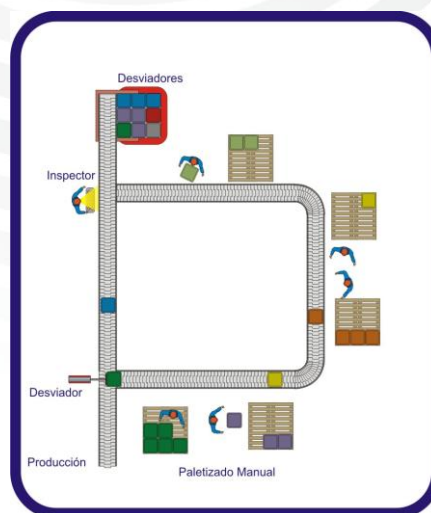 Desviadores
Inspector
Desviador
Producción
Paletizado Manual